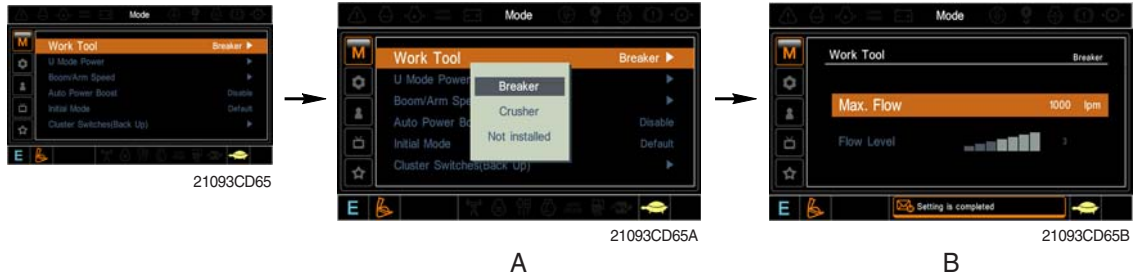 Mode
M
Work Tool Breaker ▶
U Mode Power ▶
Boom/Arm Speed ▶
Auto Power Boost Disable
Initial Mode Default
Cluster Switches(Back Up) ▶
E
21093CD65
Mode
M
Work Tool Breaker ▶
U Mode Power ▶
Boom/Arm Spe ▶
Auto Power Bo Disable
Initial Mode Default
Cluster Switches(Back Up) ▶
Breaker
Crusher
Not installed
E
21093CD65A
A
Mode
M
Work Tool Breaker
Max. Flow 1000 lpm
Flow Level 3
E
Setting is completed
21093CD65B
B